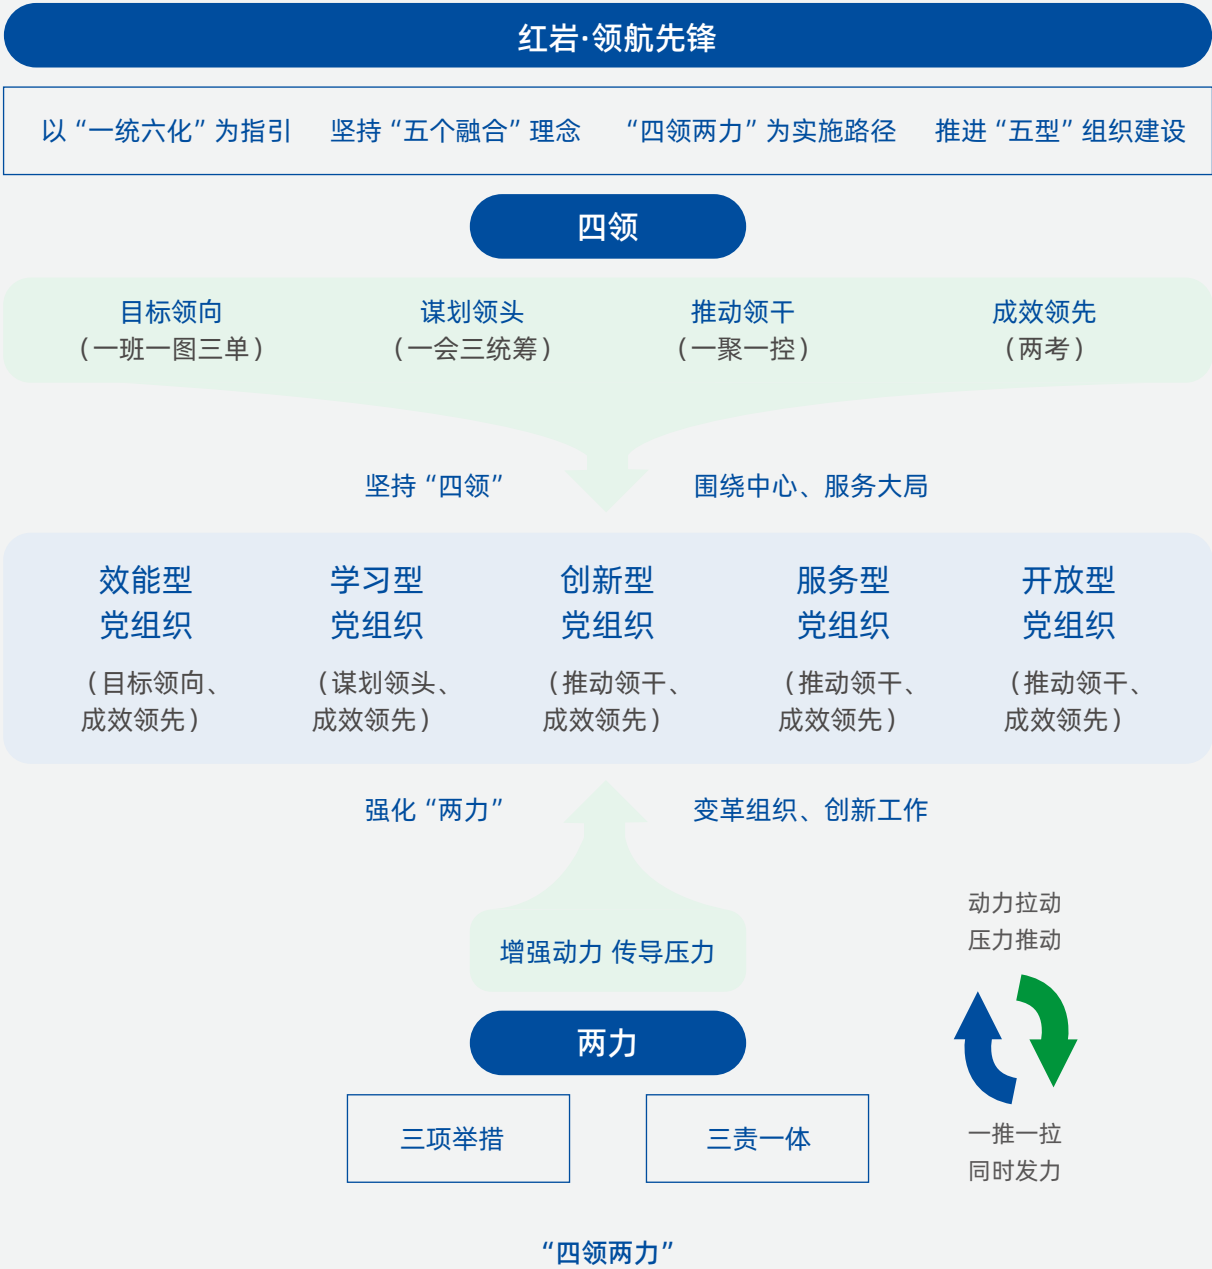 红岩·领航先锋
以“一统六化”为指引 坚持“五个融合”理念 “四领两力”为实施路径 推进“五型”组织建设
四领
目标领向 谋划领头 推动领干 成效领先
（一班一图三单） （一会三统筹） （一聚一控） （两考）
坚持“四领” 围绕中心、服务大局
效能型 学习型 创新型 服务型 开放型
党组织 党组织 党组织 党组织 党组织
（目标领向、 （谋划领头、 （推动领干、 （推动领干、 （推动领干、
成效领先） 成效领先） 成效领先） 成效领先） 成效领先）
强化“两力” 变革组织、创新工作
动力拉动
压力推动
增强动力 传导压力
两力
三项举措 三责一体
一推一拉
同时发力
“四领两力”